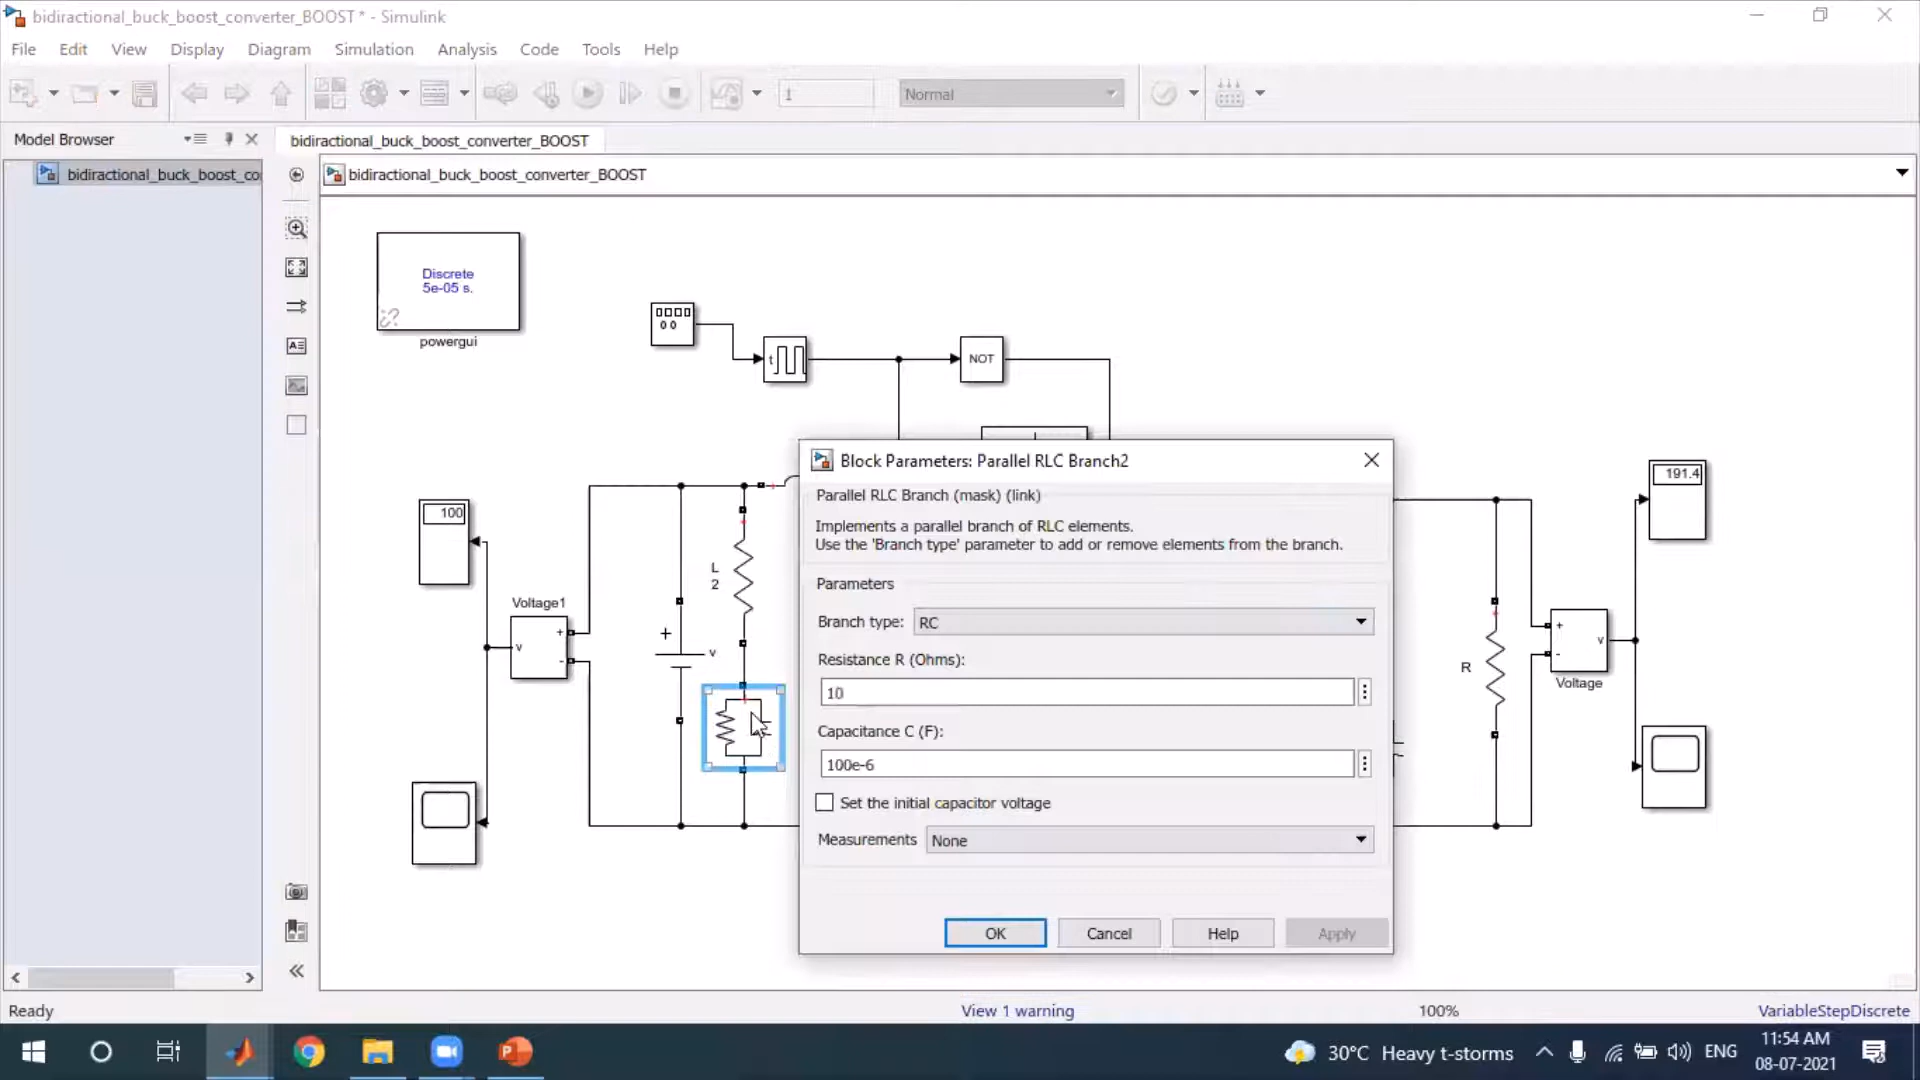 bidiractional_buck_boost_converter_BOOST * - Simulink
File Edit View Display Diagram Simulation Analysis Code Tools Help
1
Normal
Model Browser
bidiractional_buck_boost_converter_BOOST
bidiractional_buck_boost_co
bidiractional_buck_boost_converter_BOOST
Discrete
5e-05 s.
powergui
t
NOT
100
Voltage1
+
v
-
+
v
L
2
Block Parameters: Parallel RLC Branch2
Parallel RLC Branch (mask) (link)
Implements a parallel branch of RLC elements.
Use the 'Branch type' parameter to add or remove elements from the branch.
Parameters
Branch type: RC
Resistance R (Ohms):
10
Capacitance C (F):
100e-6
Set the initial capacitor voltage
Measurements None
OK Cancel Help Apply
R
191.4
+
v
-
Voltage
Ready View 1 warning 100% VariableStepDiscrete
30°C Heavy t-storms ENG 11:54 AM
08-07-2021